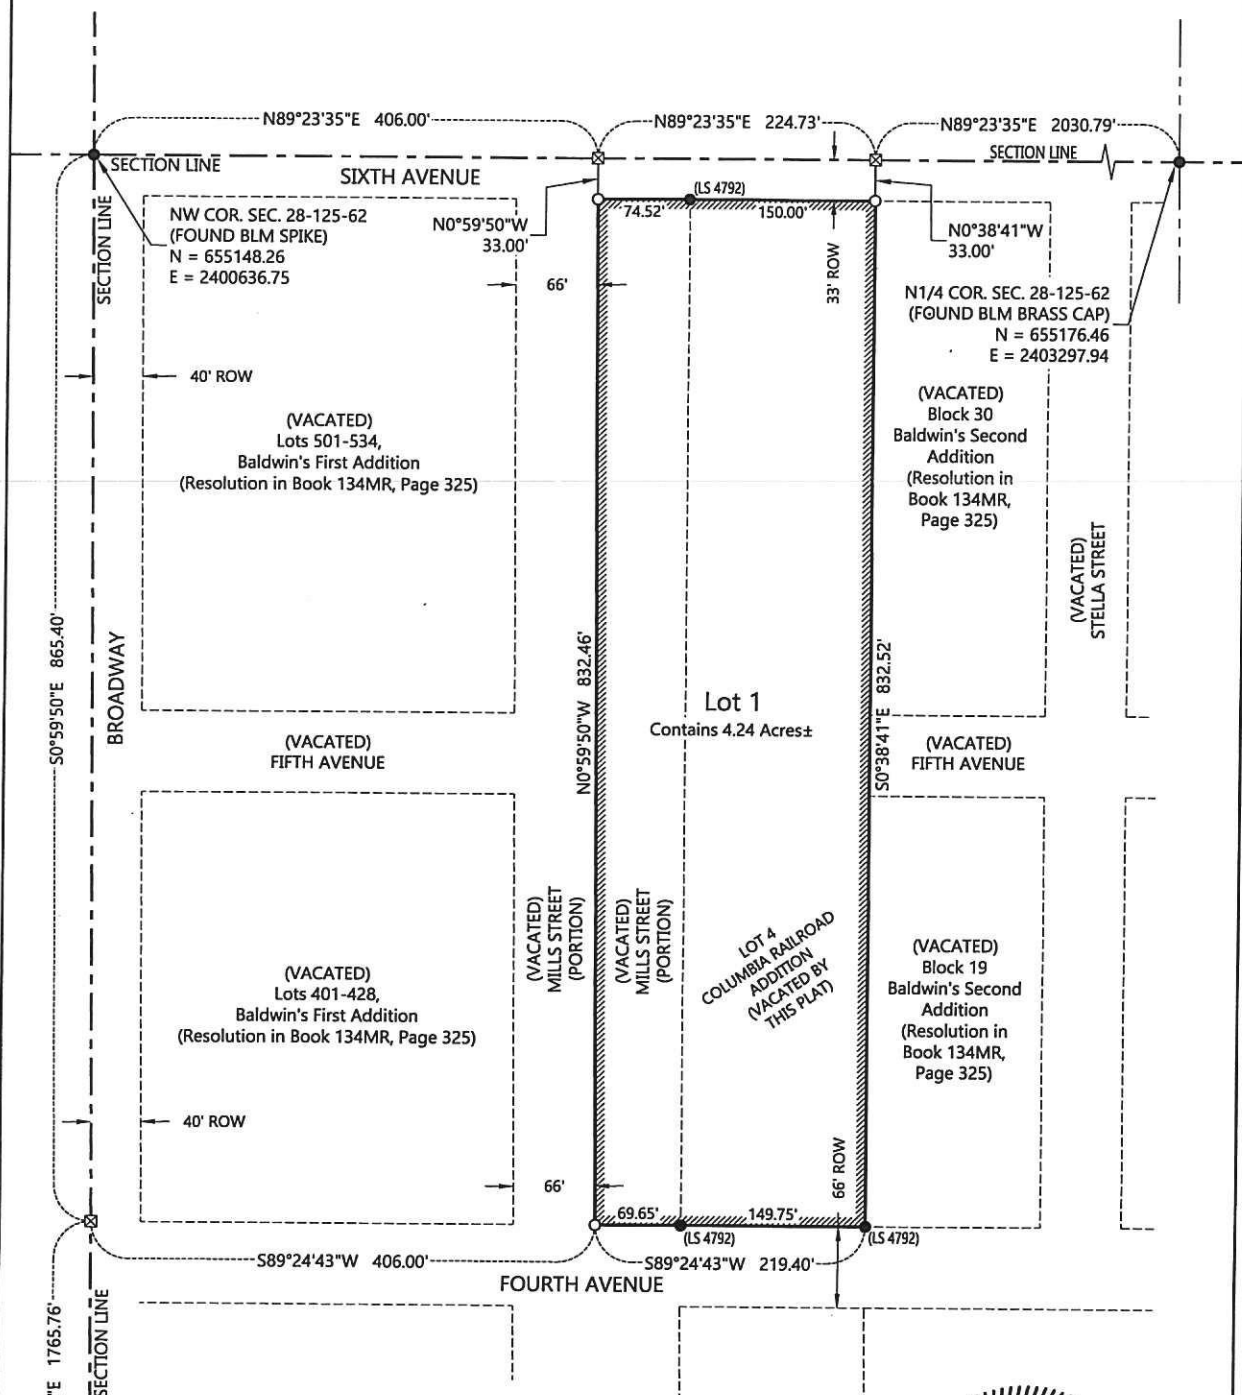 N89°23'35"E 406.00'
N89°23'35"E 224.73'
N89°23'35"E 2030.79'
SECTION LINE
SECTION LINE
SIXTH AVENUE
(LS 4792)
74.52'
150.00'
NW COR. SEC. 28-125-62
(FOUND BLM SPIKE)
N = 655148.26
E = 2400636.75
SECTION LINE
N0°59'50"W
33.00'
66'
33' ROW
N0°38'41"W
33.00'
N1/4 COR. SEC. 28-125-62
(FOUND BLM BRASS CAP)
N = 655176.46
E = 2403297.94
40' ROW
(VACATED)
Lots 501-534,
Baldwin's First Addition
(Resolution in Book 134MR, Page 325)
(VACATED)
Block 30
Baldwin's Second
Addition
(Resolution in
Book 134MR,
Page 325)
(VACATED)
STELLA STREET
S0°59'50"E 865.40'
BROADWAY
N0°59'50"W 832.46'
Lot 1
Contains 4.24 Acres±
S0°38'41"E 832.52'
(VACATED)
FIFTH AVENUE
(VACATED)
FIFTH AVENUE
(VACATED)
MILLS STREET
(PORTION)
(VACATED)
MILLS STREET
(PORTION)
LOT 4
COLUMBIA RAILROAD
ADDITION
(VACATED BY
THIS PLAT)
(VACATED)
Lots 401-428,
Baldwin's First Addition
(Resolution in Book 134MR, Page 325)
(VACATED)
Block 19
Baldwin's Second
Addition
(Resolution in
Book 134MR,
Page 325)
40' ROW
66'
66' ROW
69.65'
149.75'
(LS 4792)
(LS 4792)
S89°24'43"W 406.00'
S89°24'43"W 219.40'
FOURTH AVENUE
"E 1765.76'
SECTION LINE